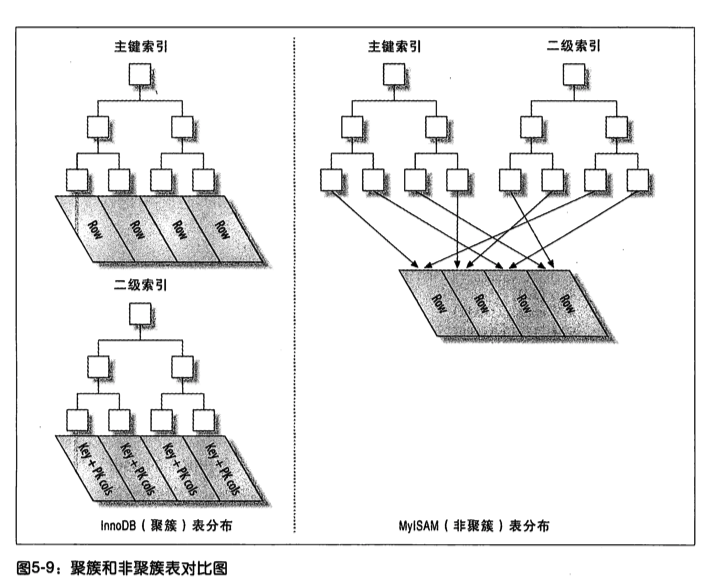 主键索引
Row
Row
Row
Row
二级索引
Key + PK cols
Key + PK cols
Key + PK cols
Key + PK cols
InnoDB（聚簇）表分布
主键索引
二级索引
Row
Row
Row
Row
MyISAM（非聚簇）表分布
图5-9：聚簇和非聚簇表对比图